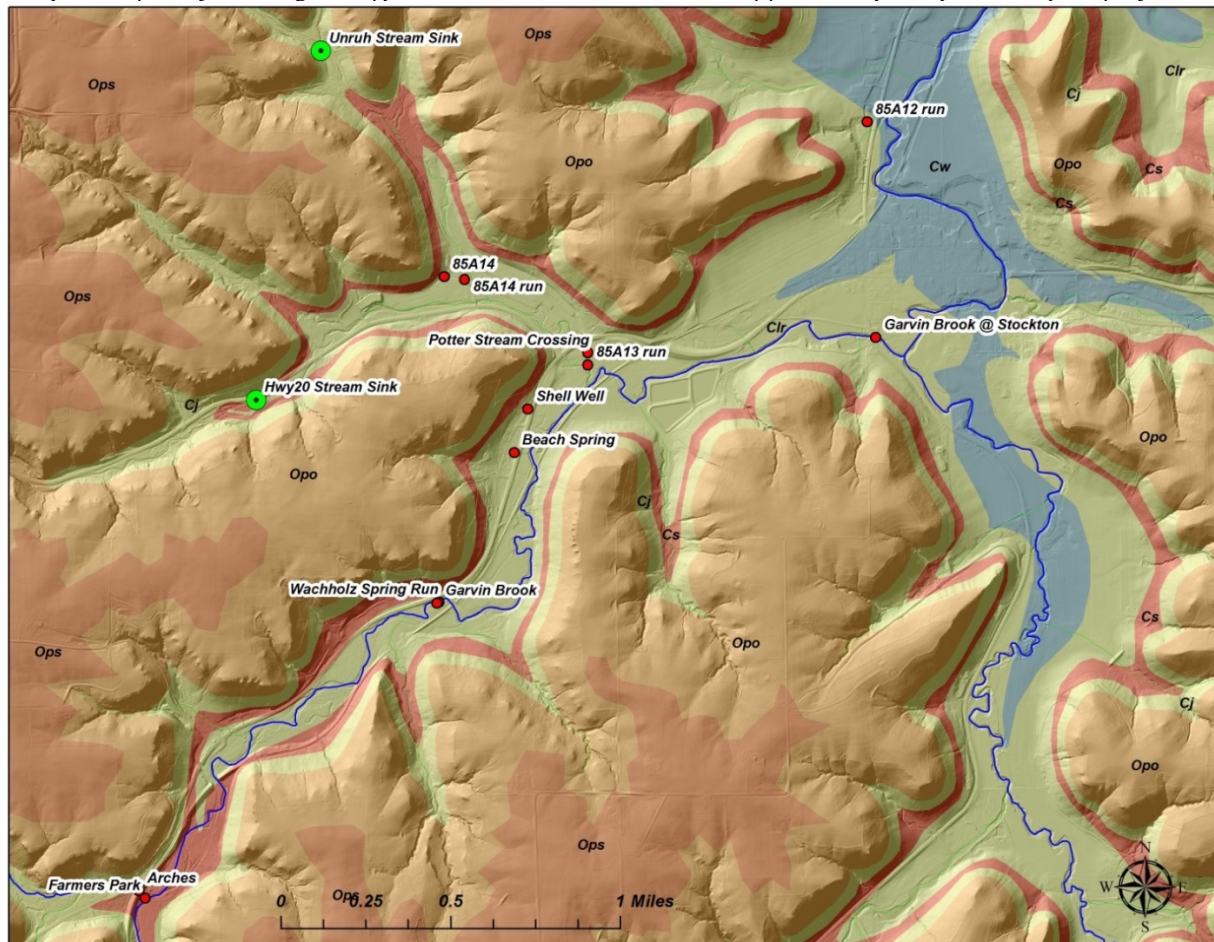 Unruh Stream Sink
Ops
Ops
Clr
Cj
85A12 run
Opo
Opo
Cw
Cs
Cs
85A14
85A14 run
Ops
Clr
Garvin Brook @ Stockton
Potter Stream Crossing
85A13 run
Hwy20 Stream Sink
Cj
Shell Well
Beach Spring
Opo
Opo
Cj
Cs
Wachholz Spring Run
Garvin Brook
Cs
Opo
Ops
Cj
Opo
Ops
Farmers Park
Arches
Ops
0 0.25 0.5 1 Miles
N
W E
S